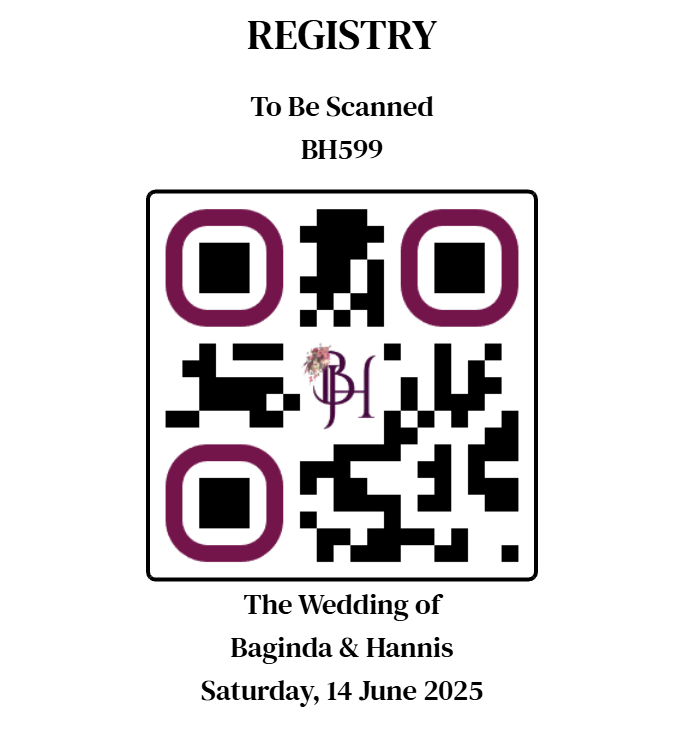 REGISTRY
To Be Scanned
BH599
BH
The Wedding of
Baginda & Hannis
Saturday, 14 June 2025